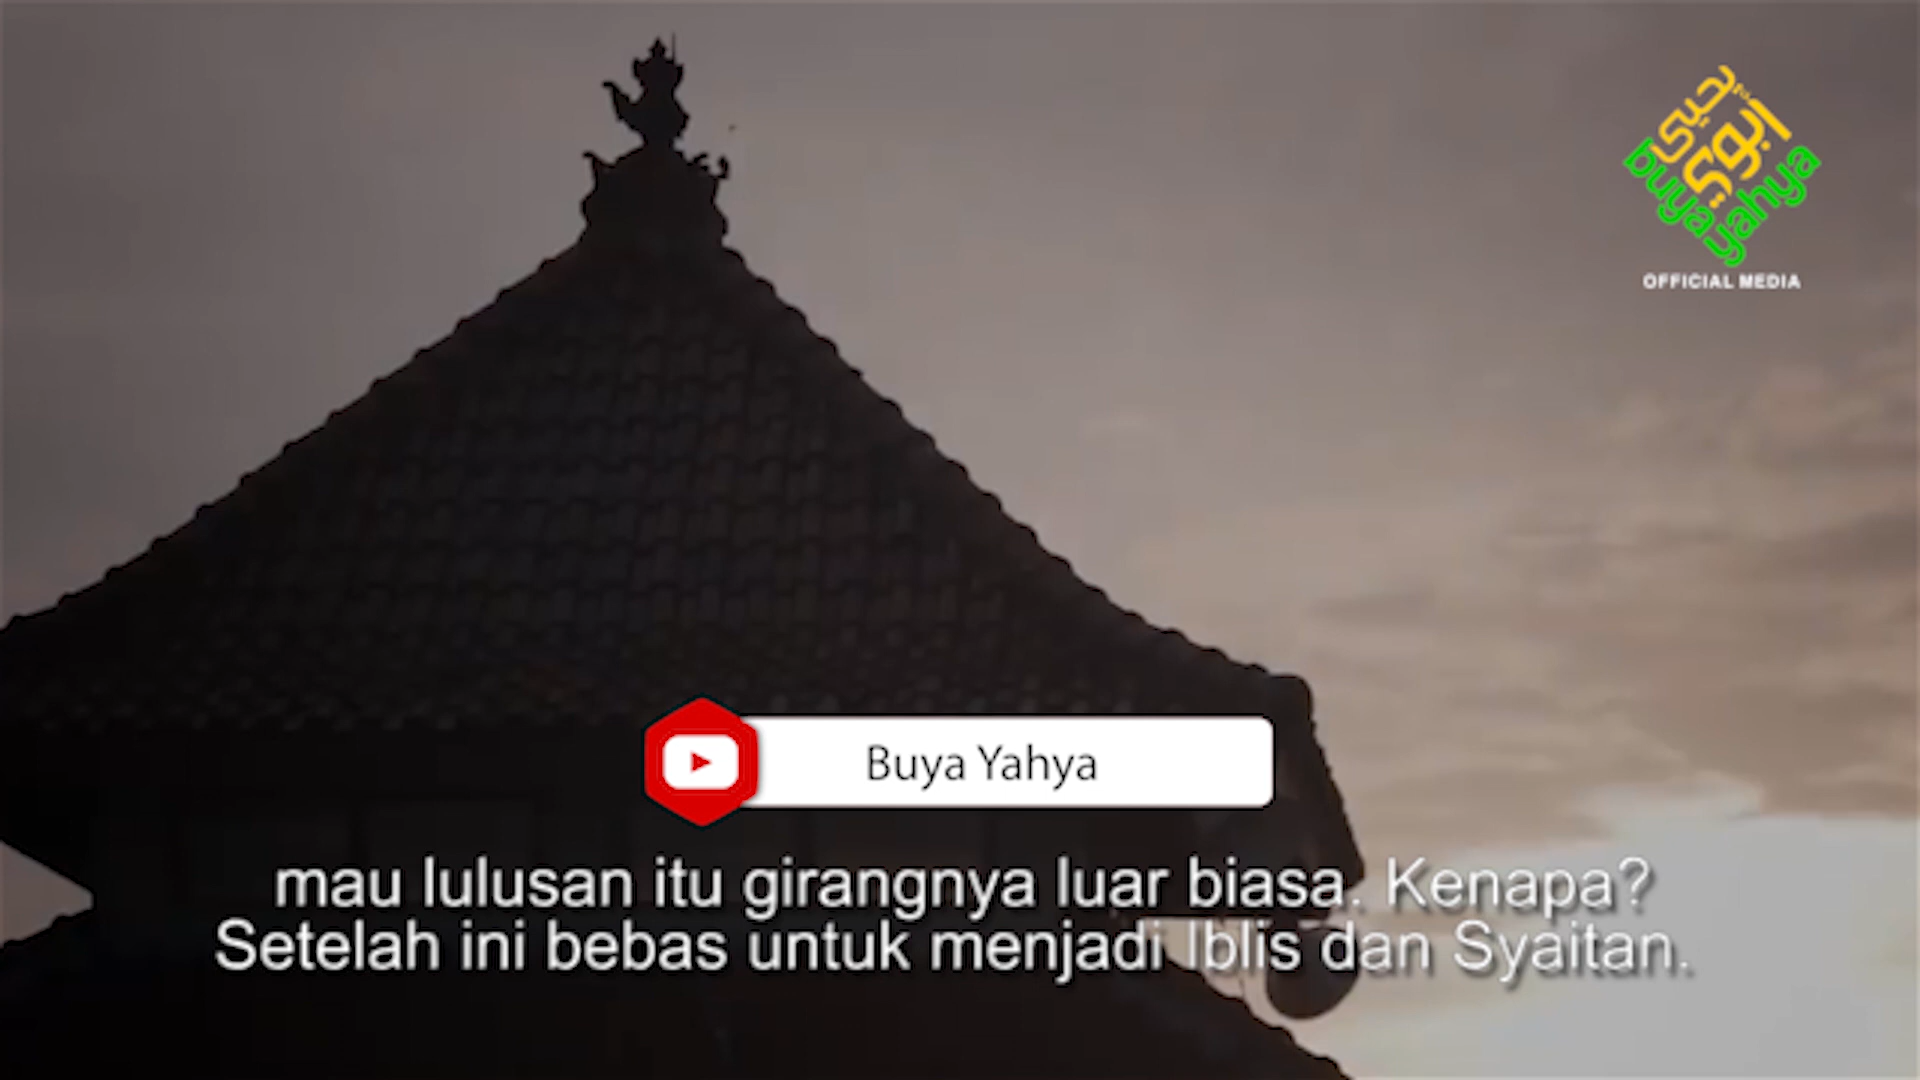 أبوي يحيى
buya yahya
OFFICIAL MEDIA
Buya Yahya
mau lulusan itu girangnya luar biasa. Kenapa?
Setelah ini bebas untuk menjadi Iblis dan Syaitan.